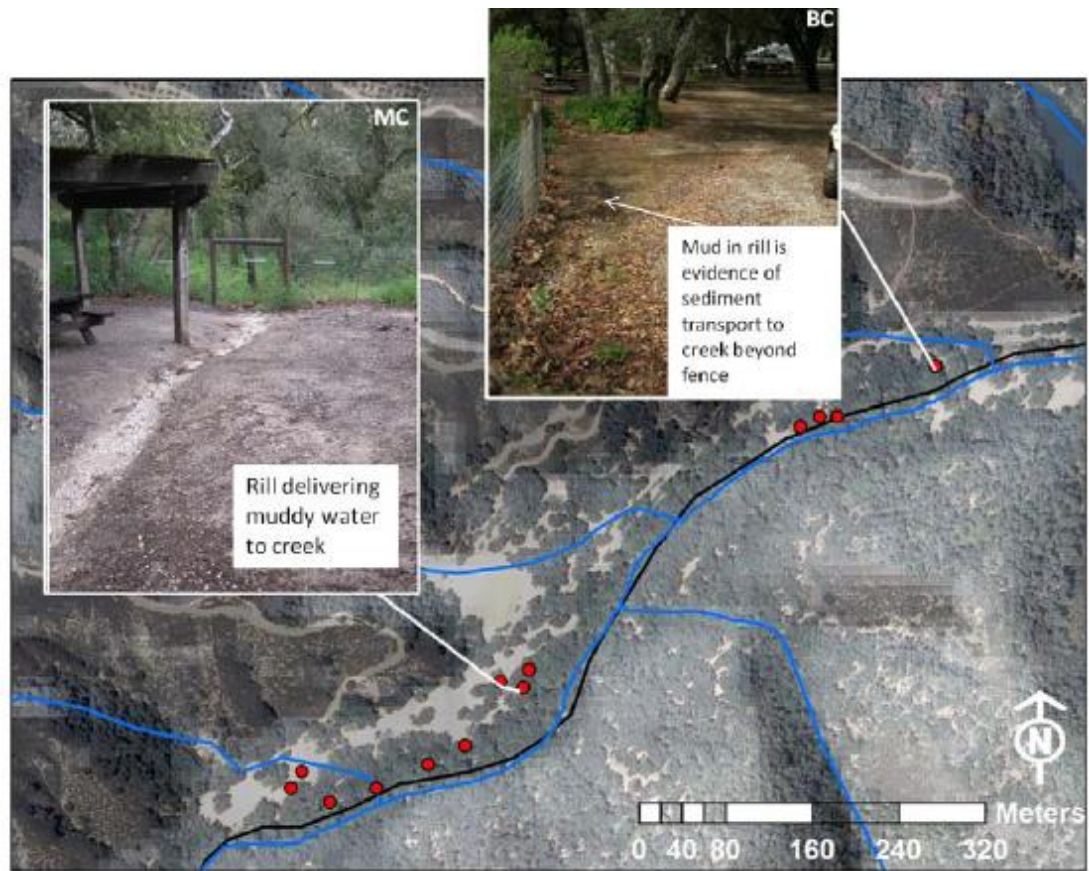 MC
BC
Mud in rill is
evidence of
sediment
transport to
creek beyond
fence
Rill delivering
muddy water
to creek
N
Meters
0 40 80 160 240 320